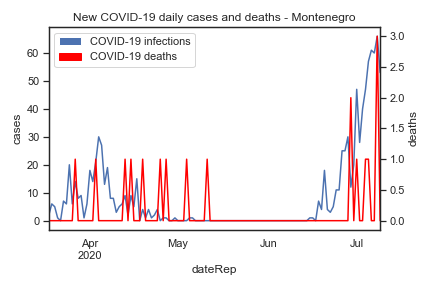 New COVID-19 daily cases and deaths - Montenegro
COVID-19 infections
COVID-19 deaths
60
50
40
30
20
10
0
cases
3.0
2.5
2.0
1.5
1.0
0.5
0.0
deaths
Apr
2020
May
Jun
Jul
dateRep